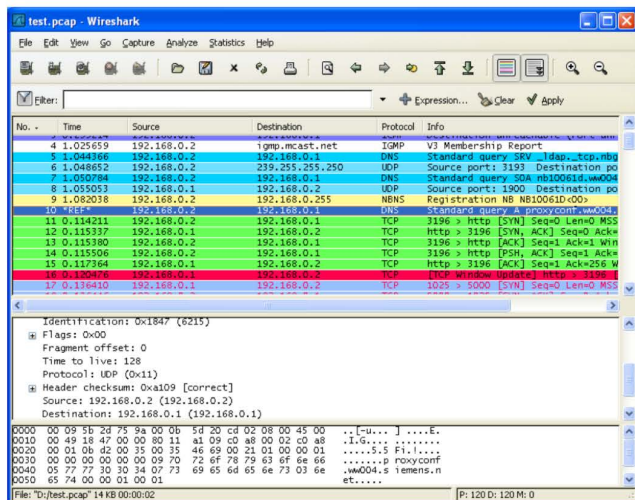 test.pcap - Wireshark
File Edit View Go Capture Analyze Statistics Help
Filter: Expression... Clear Apply
No. - Time Source Destination Protocol Info
4 1.025659 192.168.0.2 igmp.mcast.net IGMP V3 Membership Report
5 1.044366 192.168.0.2 192.168.0.1 DNS Standard query SRV _ldap._tcp.nbg
6 1.048652 192.168.0.2 239.255.255.250 UDP Source port: 3193 Destination po
7 1.050784 192.168.0.2 192.168.0.1 DNS Standard query SOA nb10061d.ww004
8 1.055053 192.168.0.1 192.168.0.2 UDP Source port: 1900 Destination po
9 1.082038 192.168.0.2 192.168.0.255 NBNS Registration NB NB10061D<00>
10 *REF* 192.168.0.2 192.168.0.1 DNS Standard query A proxyconf.ww004.
11 0.114211 192.168.0.2 192.168.0.1 TCP 3196 > http [SYN] Seq=0 Len=0 MSS
12 0.115337 192.168.0.1 192.168.0.2 TCP http > 3196 [SYN, ACK] Seq=0 Ack=
13 0.115380 192.168.0.2 192.168.0.1 TCP 3196 > http [ACK] Seq=1 Ack=1 Win
14 0.115506 192.168.0.2 192.168.0.1 TCP 3196 > http [PSH, ACK] Seq=1 Ack=
15 0.117364 192.168.0.1 192.168.0.2 TCP http > 3196 [ACK] Seq=1 Ack=256 W
16 0.120476 192.168.0.1 192.168.0.2 TCP [TCP Window Update] http > 3196 [
17 0.136410 192.168.0.1 192.168.0.2 TCP 1025 > 5000 [SYN] Seq=0 Len=0 MSS
Identification: 0x1847 (6215)
Flags: 0x00
Fragment offset: 0
Time to live: 128
Protocol: UDP (0x11)
Header checksum: 0xa109 [correct]
Source: 192.168.0.2 (192.168.0.2)
Destination: 192.168.0.1 (192.168.0.1)
0000 00 09 5b 2d 75 9a 00 0b 5d 20 cd 02 08 00 45 00 ..[-u... ] ....E.
0010 00 49 18 47 00 00 80 11 a1 09 c0 a8 00 02 c0 a8 .I.G.... ........
0020 00 01 0b d2 00 35 00 35 46 69 00 21 01 00 00 01 .....5.5 Fi.!....
0030 00 00 00 00 00 00 09 70 72 6f 78 79 63 6f 6e 66 .......p roxyconf
0040 05 77 77 30 30 34 07 73 69 65 6d 65 6e 73 03 6e .ww004.s iemens.n
0050 65 74 00 00 01 00 01 et.....
File: "D:/test.pcap" 14 KB 00:00:02 P: 120 D: 120 M: 0